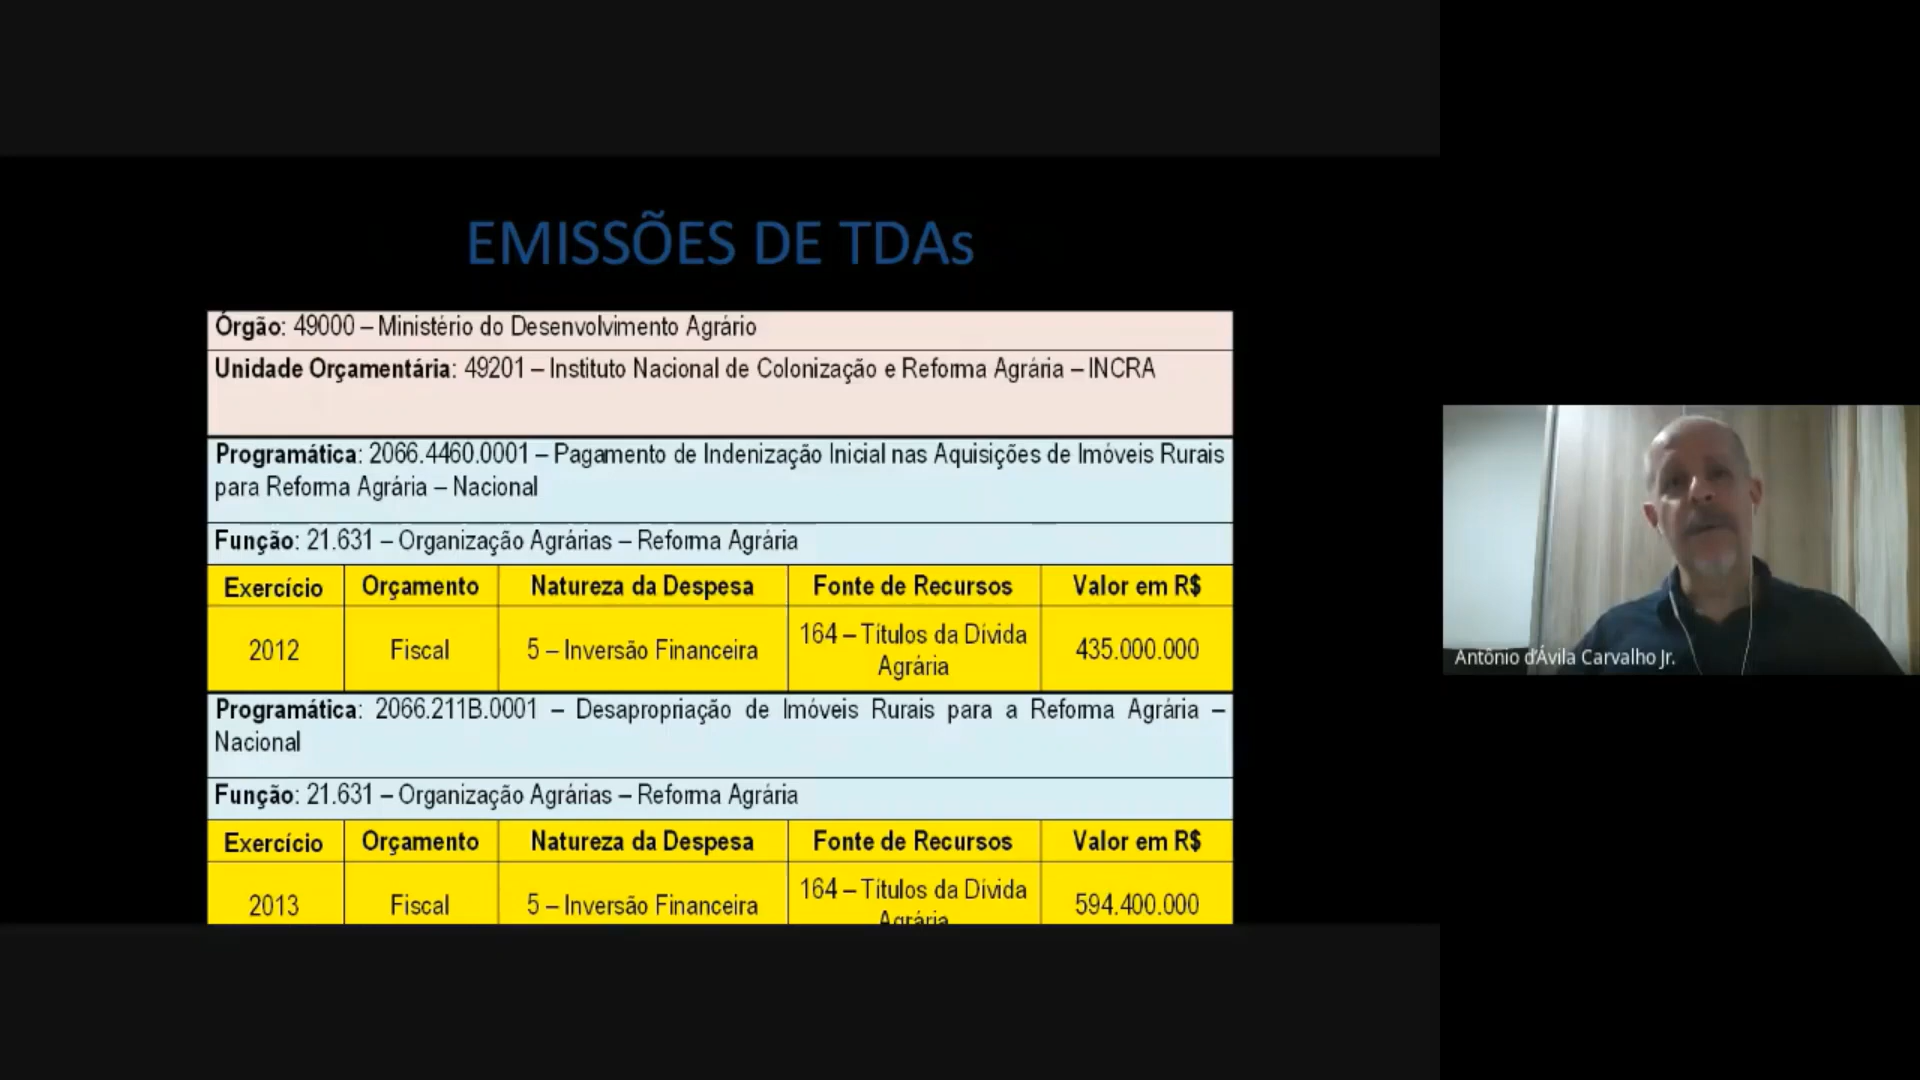 EMISSÕES DE TDAs
Órgão: 49000 – Ministério do Desenvolvimento Agrário
Unidade Orçamentária: 49201 – Instituto Nacional de Colonização e Reforma Agrária – INCRA
Programática: 2066.4460.0001 – Pagamento de Indenização Inicial nas Aquisições de Imóveis Rurais
para Reforma Agrária – Nacional
Função: 21.631 – Organização Agrárias – Reforma Agrária
Exercício Orçamento Natureza da Despesa Fonte de Recursos Valor em R$
2012 Fiscal 5 – Inversão Financeira 164 – Títulos da Dívida Agrária 435.000.000
Programática: 2066.211B.0001 – Desapropriação de Imóveis Rurais para a Reforma Agrária –
Nacional
Função: 21.631 – Organização Agrárias – Reforma Agrária
Exercício Orçamento Natureza da Despesa Fonte de Recursos Valor em R$
2013 Fiscal 5 – Inversão Financeira 164 – Títulos da Dívida Agrária 594.400.000
Antônio d'Ávila Carvalho Jr.